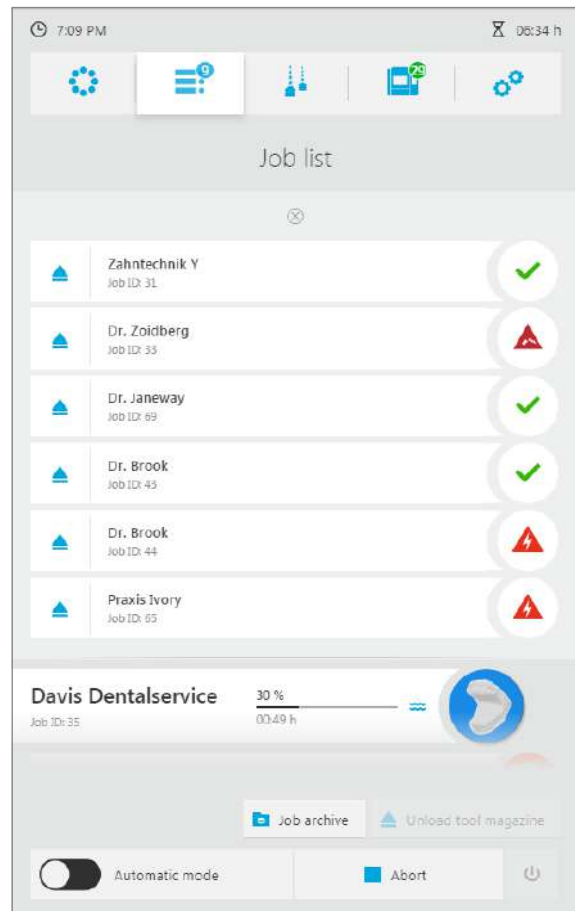 7:09 PM
06:34 h
9
29
Job list
Zahntechnik Y
Job ID: 31
Dr. Zoidberg
Job ID: 33
Dr. Janeway
Job ID: 69
Dr. Brook
Job ID: 43
Dr. Brook
Job ID: 44
Praxis Ivory
Job ID: 65
Davis Dentalservice
Job ID: 35
30 %
00:49 h
Job archive
Unload tool magazine
Automatic mode
Abort